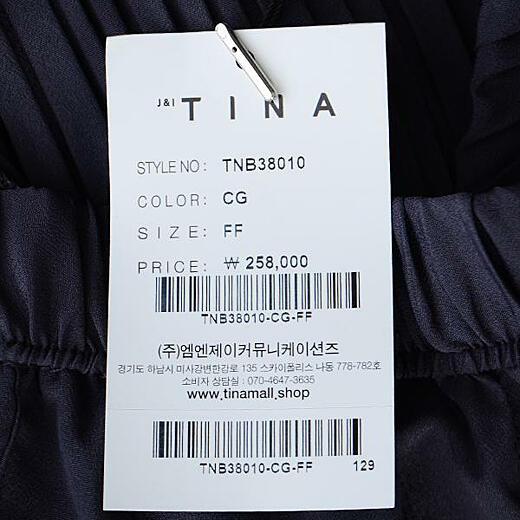 J&I TINA
STYLE NO: TNB38010
COLOR: CG
SIZE: FF
PRICE: ₩ 258,000
TNB38010-CG-FF
(주)엠엔제이커뮤니케이션즈
경기도 하남시 미사강변한강로 135 스카이폴리스 나동 778-782호
소비자 상담실 : 070-4647-3635
www.tinamall.shop
TNB38010-CG-FF 129